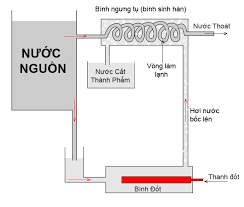 Bình ngưng tụ (bình sinh hàn)
Nước Thoát
NƯỚC
NGUỒN
Nước Cất
Thành Phẩm
Vòng làm
lạnh
Hơi nước
bốc lên
Thanh đốt
Bình Đốt